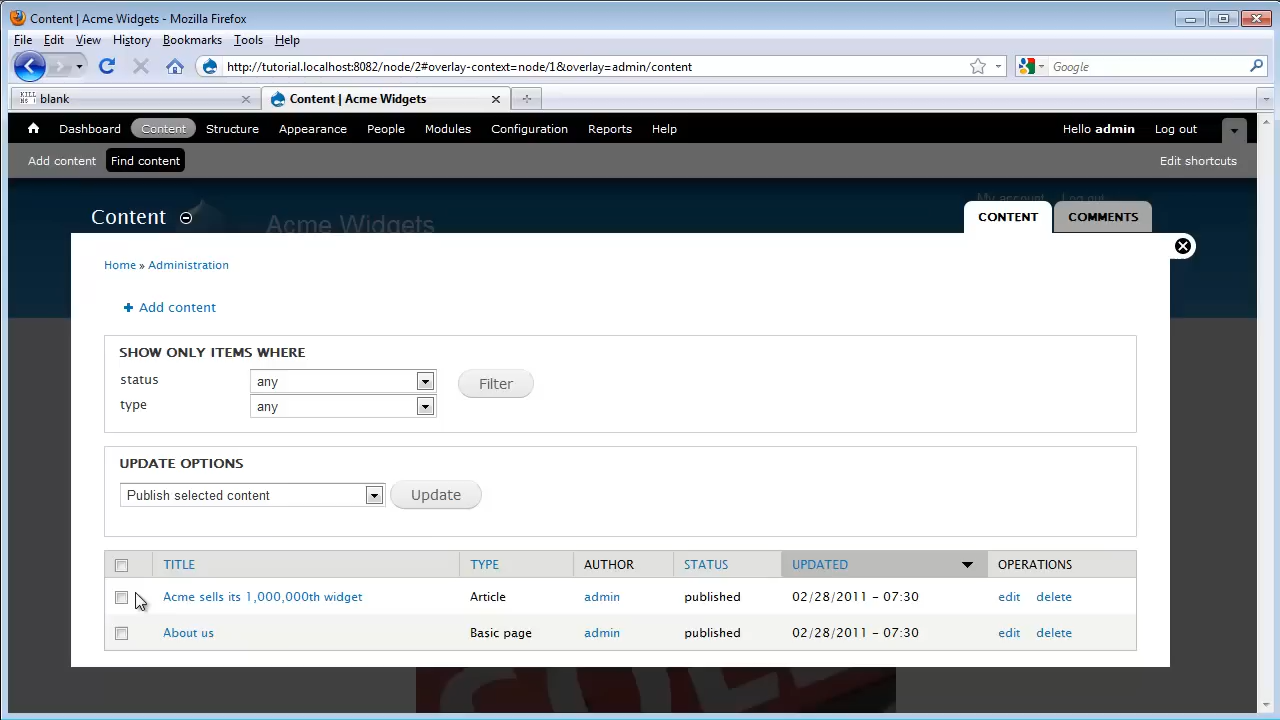 Content | Acme Widgets - Mozilla Firefox
File Edit View History Bookmarks Tools Help
http://tutorial.localhost:8082/node/2#overlay-context=node/1&overlay=admin/content
Google
blank
Content | Acme Widgets
Dashboard Content Structure Appearance People Modules Configuration Reports Help
Hello admin Log out
Add content Find content
Edit shortcuts
My account Log out
Content
Acme Widgets
CONTENT COMMENTS
Home » Administration
+ Add content
SHOW ONLY ITEMS WHERE
status any Filter
type any
UPDATE OPTIONS
Publish selected content Update
TITLE TYPE AUTHOR STATUS UPDATED OPERATIONS
Acme sells its 1,000,000th widget Article admin published 02/28/2011 - 07:30 edit delete
About us Basic page admin published 02/28/2011 - 07:30 edit delete